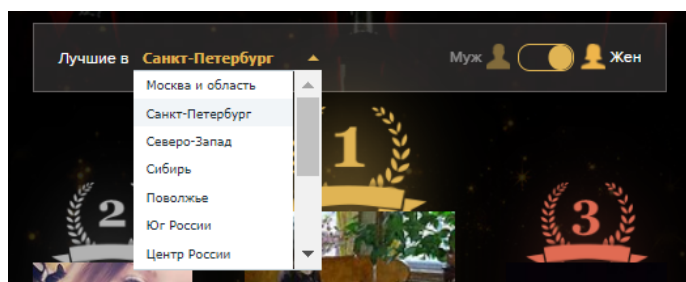 Лучшие в Санкт-Петербург Муж Жен
Москва и область
Санкт-Петербург
Северо-Запад
Сибирь
Поволжье
Юг России
Центр России
1
2
3